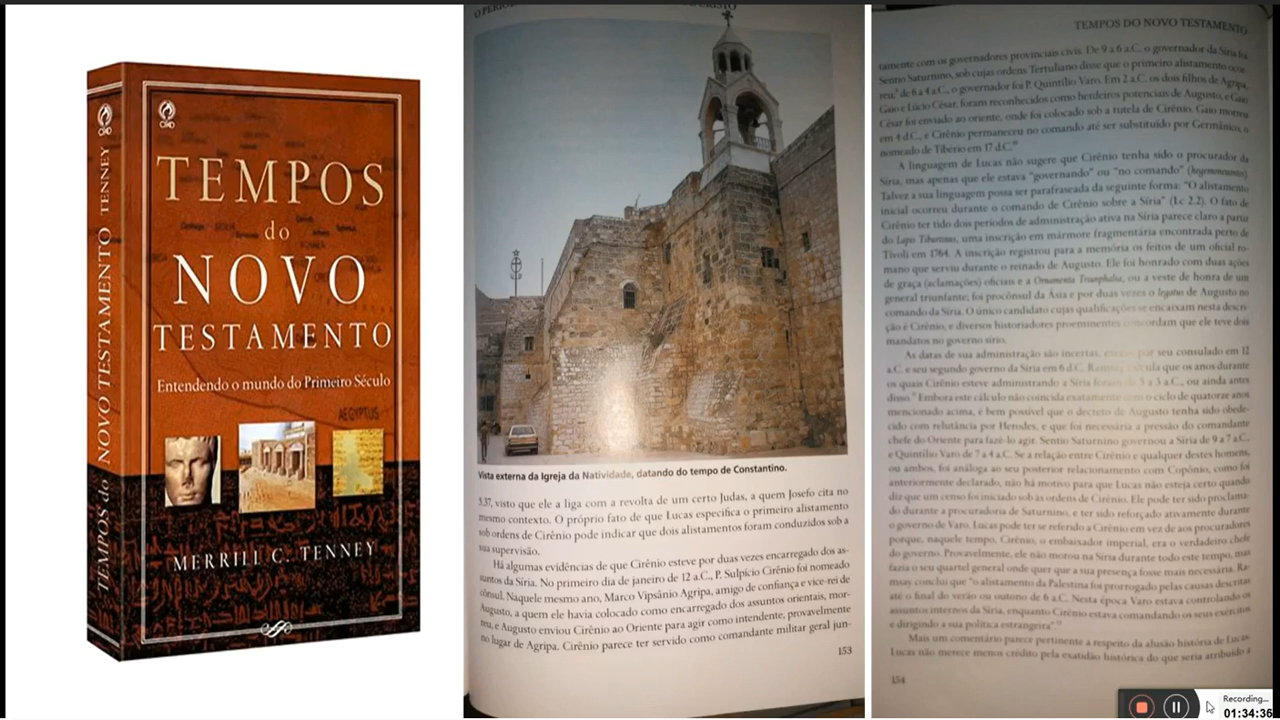 TEMPOS do NOVO TESTAMENTO TENNEY
TEMPOS
do
NOVO
TESTAMENTO
Entendendo o mundo do Primeiro Século
AEGYPTUS
MERRILL C. TENNEY
Vista externa da Igreja da Natividade, datando do tempo de Constantino.
5.37, visto que ele a liga com a revolta de um certo Judas, a quem Josefo cita no
mesmo contexto. O próprio fato de que Lucas especifica o primeiro alistamento
sob ordens de Cirênio pode indicar que dois alistamentos foram conduzidos sob a
sua supervisão.
Há algumas evidências de que Cirênio esteve por duas vezes encarregado dos as-
suntos da Síria. No primeiro dia de janeiro de 12 a.C., P. Sulpício Cirênio foi nomeado
cônsul. Naquele mesmo ano, Marco Vipsânio Agripa, amigo de confiança e vice-rei de
Augusto, a quem ele havia colocado como encarregado dos assuntos orientais, mor-
reu, e Augusto enviou Cirênio ao Oriente para agir como intendente, provavelmente
no lugar de Agripa. Cirênio parece ter servido como comandante militar geral jun-
153
TEMPOS DO NOVO TESTAMENTO
tamente com os governadores provinciais civis. De 9 a 6 a.C. o governador da Síria foi
Sentio Saturnino, sob cujas ordens Tertuliano disse que o primeiro alistamento ocor-
reu, de 6 a 4 a.C., o governador foi P. Quintílio Varo. Em 2 a.C. os dois filhos de Agripa,
Gaio e Lúcio César, foram reconhecidos como herdeiros potenciais de Augusto, e Gaio
César foi enviado ao oriente, onde foi colocado sob a tutela de Cirênio. Gaio morreu
em 4 d.C., e Cirênio permaneceu no comando até ser substituído por Germânico, o
nomeado de Tibério em 17 d.C.
A linguagem de Lucas não sugere que Cirênio tenha sido o procurador da
Síria, mas apenas que ele estava "governando" ou "no comando"
Talvez a sua linguagem possa ser parafraseada da seguinte forma: "O alistamento
inicial ocorreu durante o comando de Cirênio sobre a Síria" (Lc 2.2). O fato de
Cirênio ter tido dois períodos de administração ativa na Síria parece claro a partir
do Lapis Tiburtinus, uma inscrição em mármore fragmentária encontrada perto de
Tivoli em 1764. A inscrição registrou para a memória os feitos de um oficial ro-
mano que serviu durante o reinado de Augusto. Ele foi honrado com duas ações
de graça (aclamações) oficiais e a Ornamenta Triumphalia, ou a veste de honra de um
general triunfante; foi procônsul da Ásia e por duas vezes o legatus de Augusto no
comando da Síria. O único candidato cujas qualificações se encaixam nesta descri-
ção é Cirênio, e diversos historiadores proeminentes concordam que ele teve dois
mandatos no governo sírio.
As datas de sua administração são incertas, por seu consulado em 12
a.C. e seu segundo governo da Síria em 6 d.C. que os anos durante
os quais Cirênio esteve administrando a Síria a 3 a.C., ou ainda antes
disso. Embora este cálculo não coincida exatamente com o ciclo de quatorze anos
mencionado acima, é bem possível que o decreto de Augusto tenha sido obede-
cido com relutância por Herodes, e que foi necessária a pressão do comandante
chefe do Oriente para fazê-lo agir. Sentio Saturnino governou a Síria de 9 a 7 a.C.,
e Quintílio Varo de 7 a 4 a.C. Se a relação entre Cirênio e qualquer destes homens,
ou ambos, foi análoga ao seu posterior relacionamento com Copônio, como foi
anteriormente declarado, não há motivo para que Lucas não esteja certo quando
diz que um censo foi iniciado sob as ordens de Cirênio. Ele pode ter sido proclama-
do durante a procuradoria de Saturnino, e ter sido reforçado ativamente durante
o governo de Varo. Lucas pode ter se referido a Cirênio em vez de aos procuradores
porque, naquele tempo, Cirênio, o embaixador imperial, era o verdadeiro chefe
do governo. Provavelmente, ele não morou na Síria durante todo este tempo, mas
fazia o seu quartel general onde quer que a sua presença fosse mais necessária. Ra-
msay conclui que "o alistamento da Palestina foi prorrogado pelas causas descritas
até o final do verão ou outono de 6 a.C. Nesta época Varo estava controlando os
assuntos internos da Síria, enquanto Cirênio estava comandando os seus exércitos
e dirigindo a sua política estrangeira"
Mais um comentário parece pertinente a respeito da alusão história de Lucas.
Lucas não merece menos crédito pela exatidão histórica do que seria atribuído a
154
Recording...
01:34:36